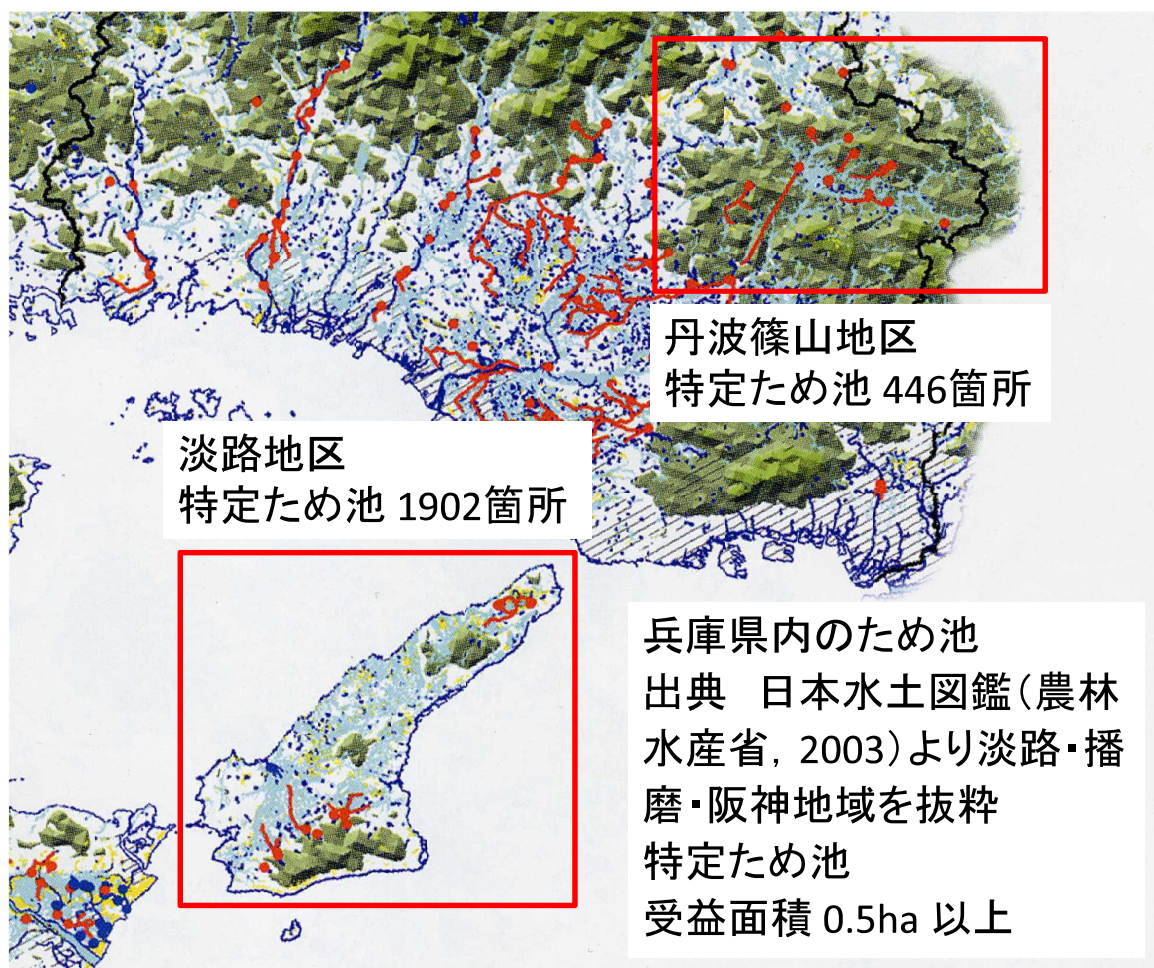 丹波篠山地区
特定ため池 446箇所
淡路地区
特定ため池 1902箇所
兵庫県内のため池
出典　日本水土図鑑（農林
水産省，2003）より淡路・播
磨・阪神地域を抜粋
特定ため池
受益面積 0.5ha 以上